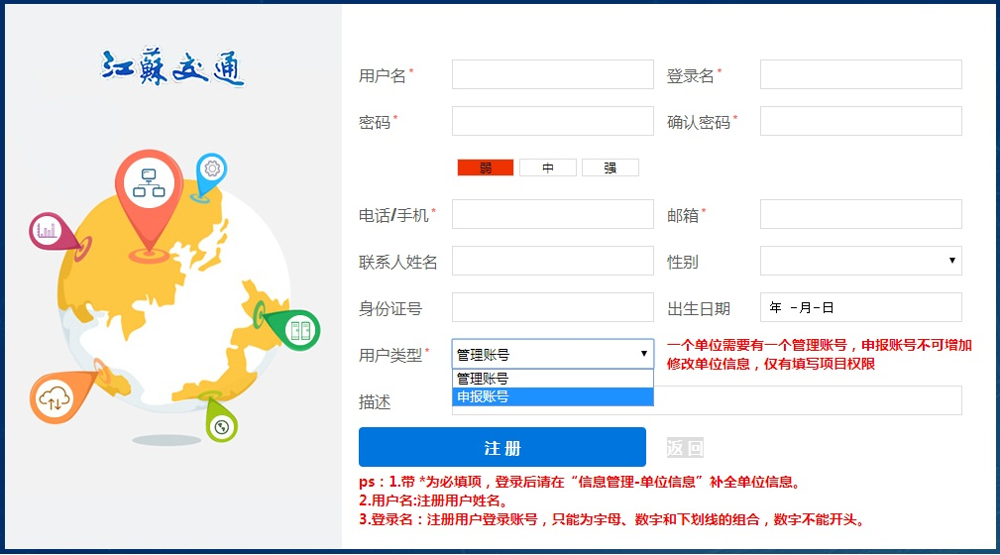 江蘇交通
用户名* 登录名*
密码* 确认密码*
弱 中 强
电话/手机* 邮箱*
联系人姓名 性别
身份证号 出生日期 年 -月-日
用户类型* 管理账号 一个单位需要有一个管理账号，申报账号不可增加
修改单位信息，仅有填写项目权限
管理账号
申报账号
描述
注 册 返 回
ps：1.带 *为必填项，登录后请在“信息管理-单位信息”补全单位信息。
2.用户名:注册用户姓名。
3.登录名：注册用户登录账号，只能为字母、数字和下划线的组合，数字不能开头。